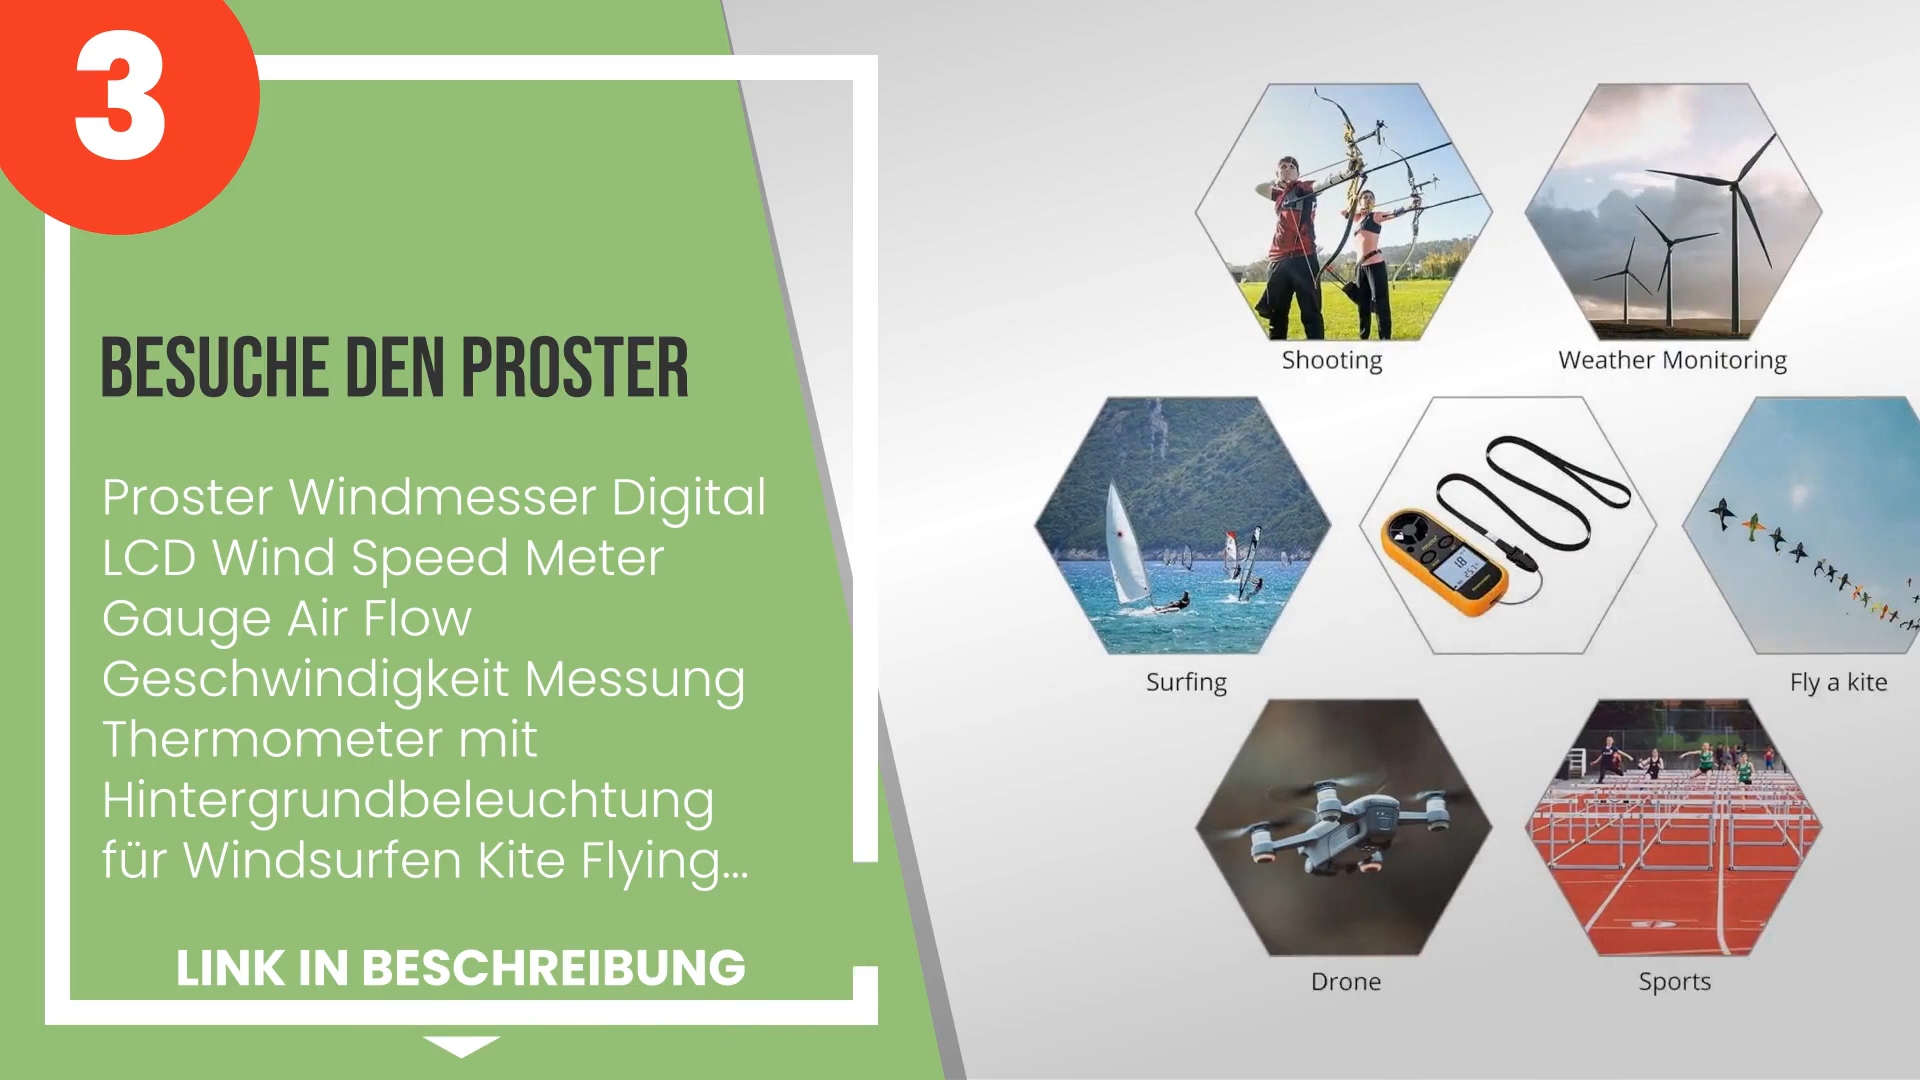 3
BESUCHE DEN PROSTER
Proster Windmesser Digital
LCD Wind Speed Meter
Gauge Air Flow
Geschwindigkeit Messung
Thermometer mit
Hintergrundbeleuchtung
für Windsurfen Kite Flying...
LINK IN BESCHREIBUNG
Shooting
Weather Monitoring
Surfing
Fly a kite
Drone
Sports